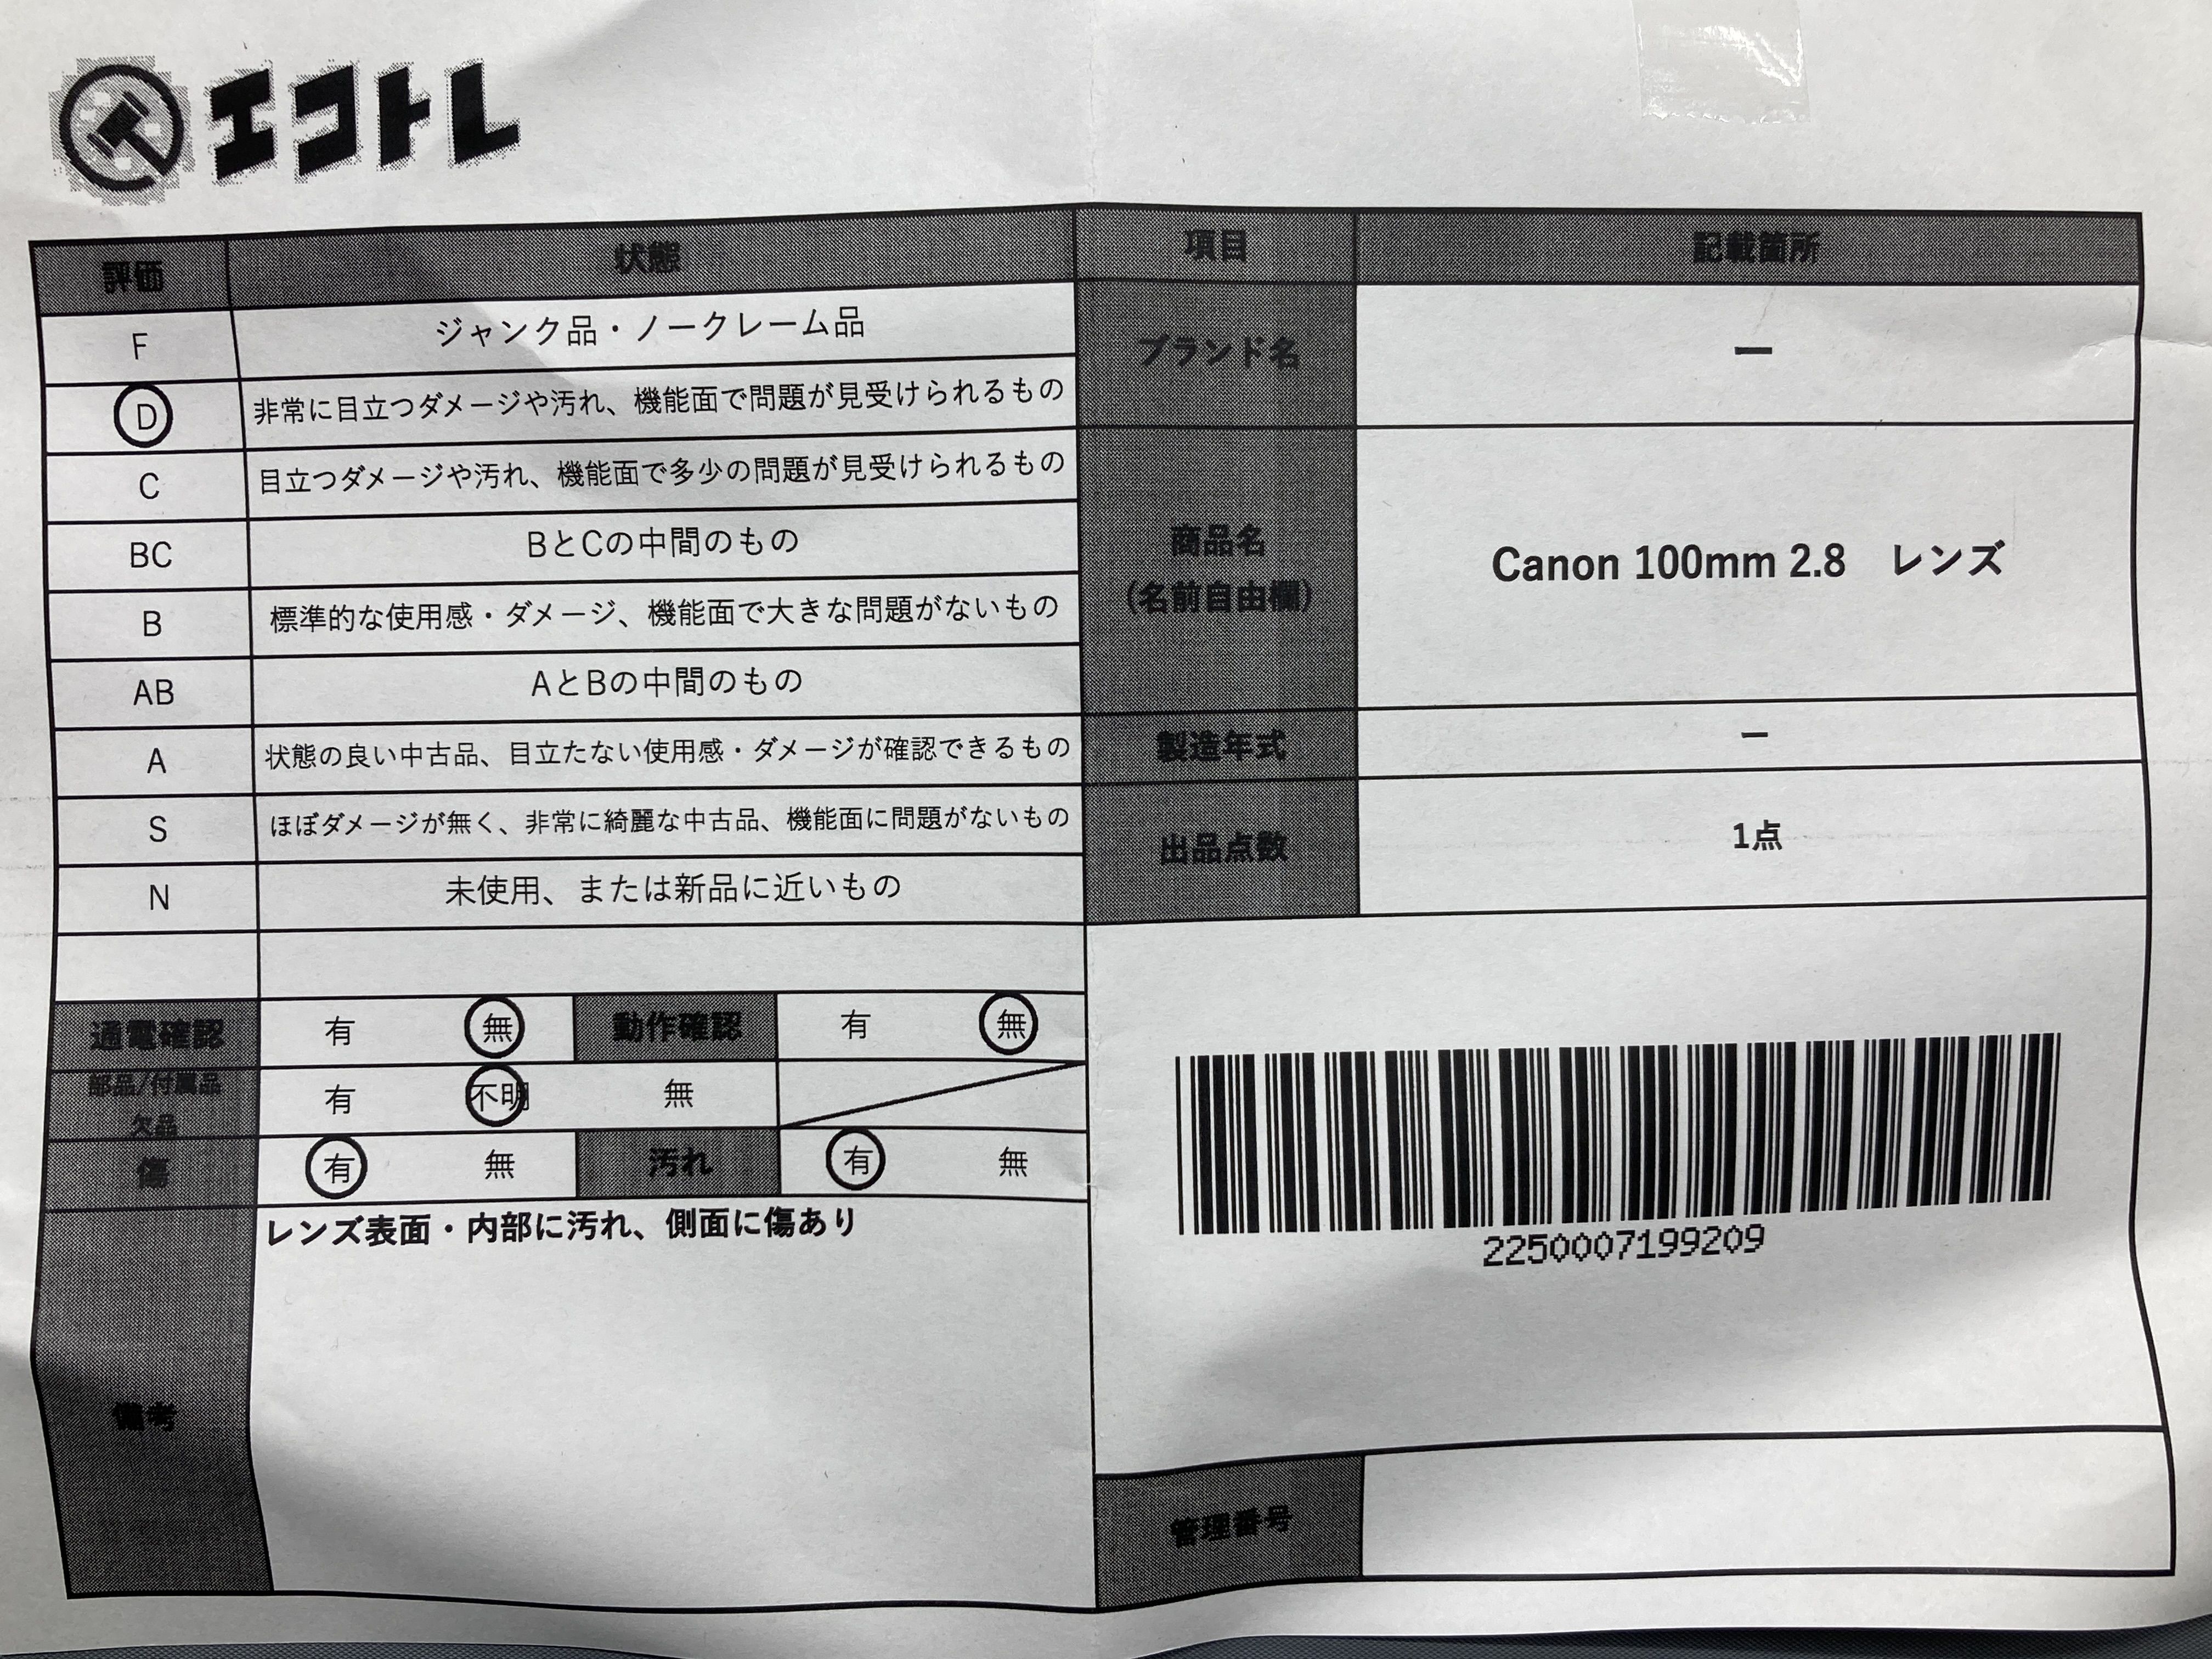 エコトレ
評価 状態
F ジャンク品・ノークレーム品
D 非常に目立つダメージや汚れ、機能面で問題が見受けられるもの
C 目立つダメージや汚れ、機能面で多少の問題が見受けられるもの
BC BとCの中間のもの
B 標準的な使用感・ダメージ、機能面で大きな問題がないもの
AB AとBの中間のもの
A 状態の良い中古品、目立たない使用感・ダメージが確認できるもの
S ほぼダメージが無く、非常に綺麗な中古品、機能面に問題がないもの
N 未使用、または新品に近いもの
通電確認 有 無 動作確認 有 無
部品/付属品
欠品 有 不明 無
傷 有 無 汚れ 有 無
備考 レンズ表面・内部に汚れ、側面に傷あり
項目 記載箇所
ブランド名 ー
商品名
(名前自由欄) Canon 100mm 2.8 レンズ
製造年式 ー
出品点数 1点
2250007199209
管理番号